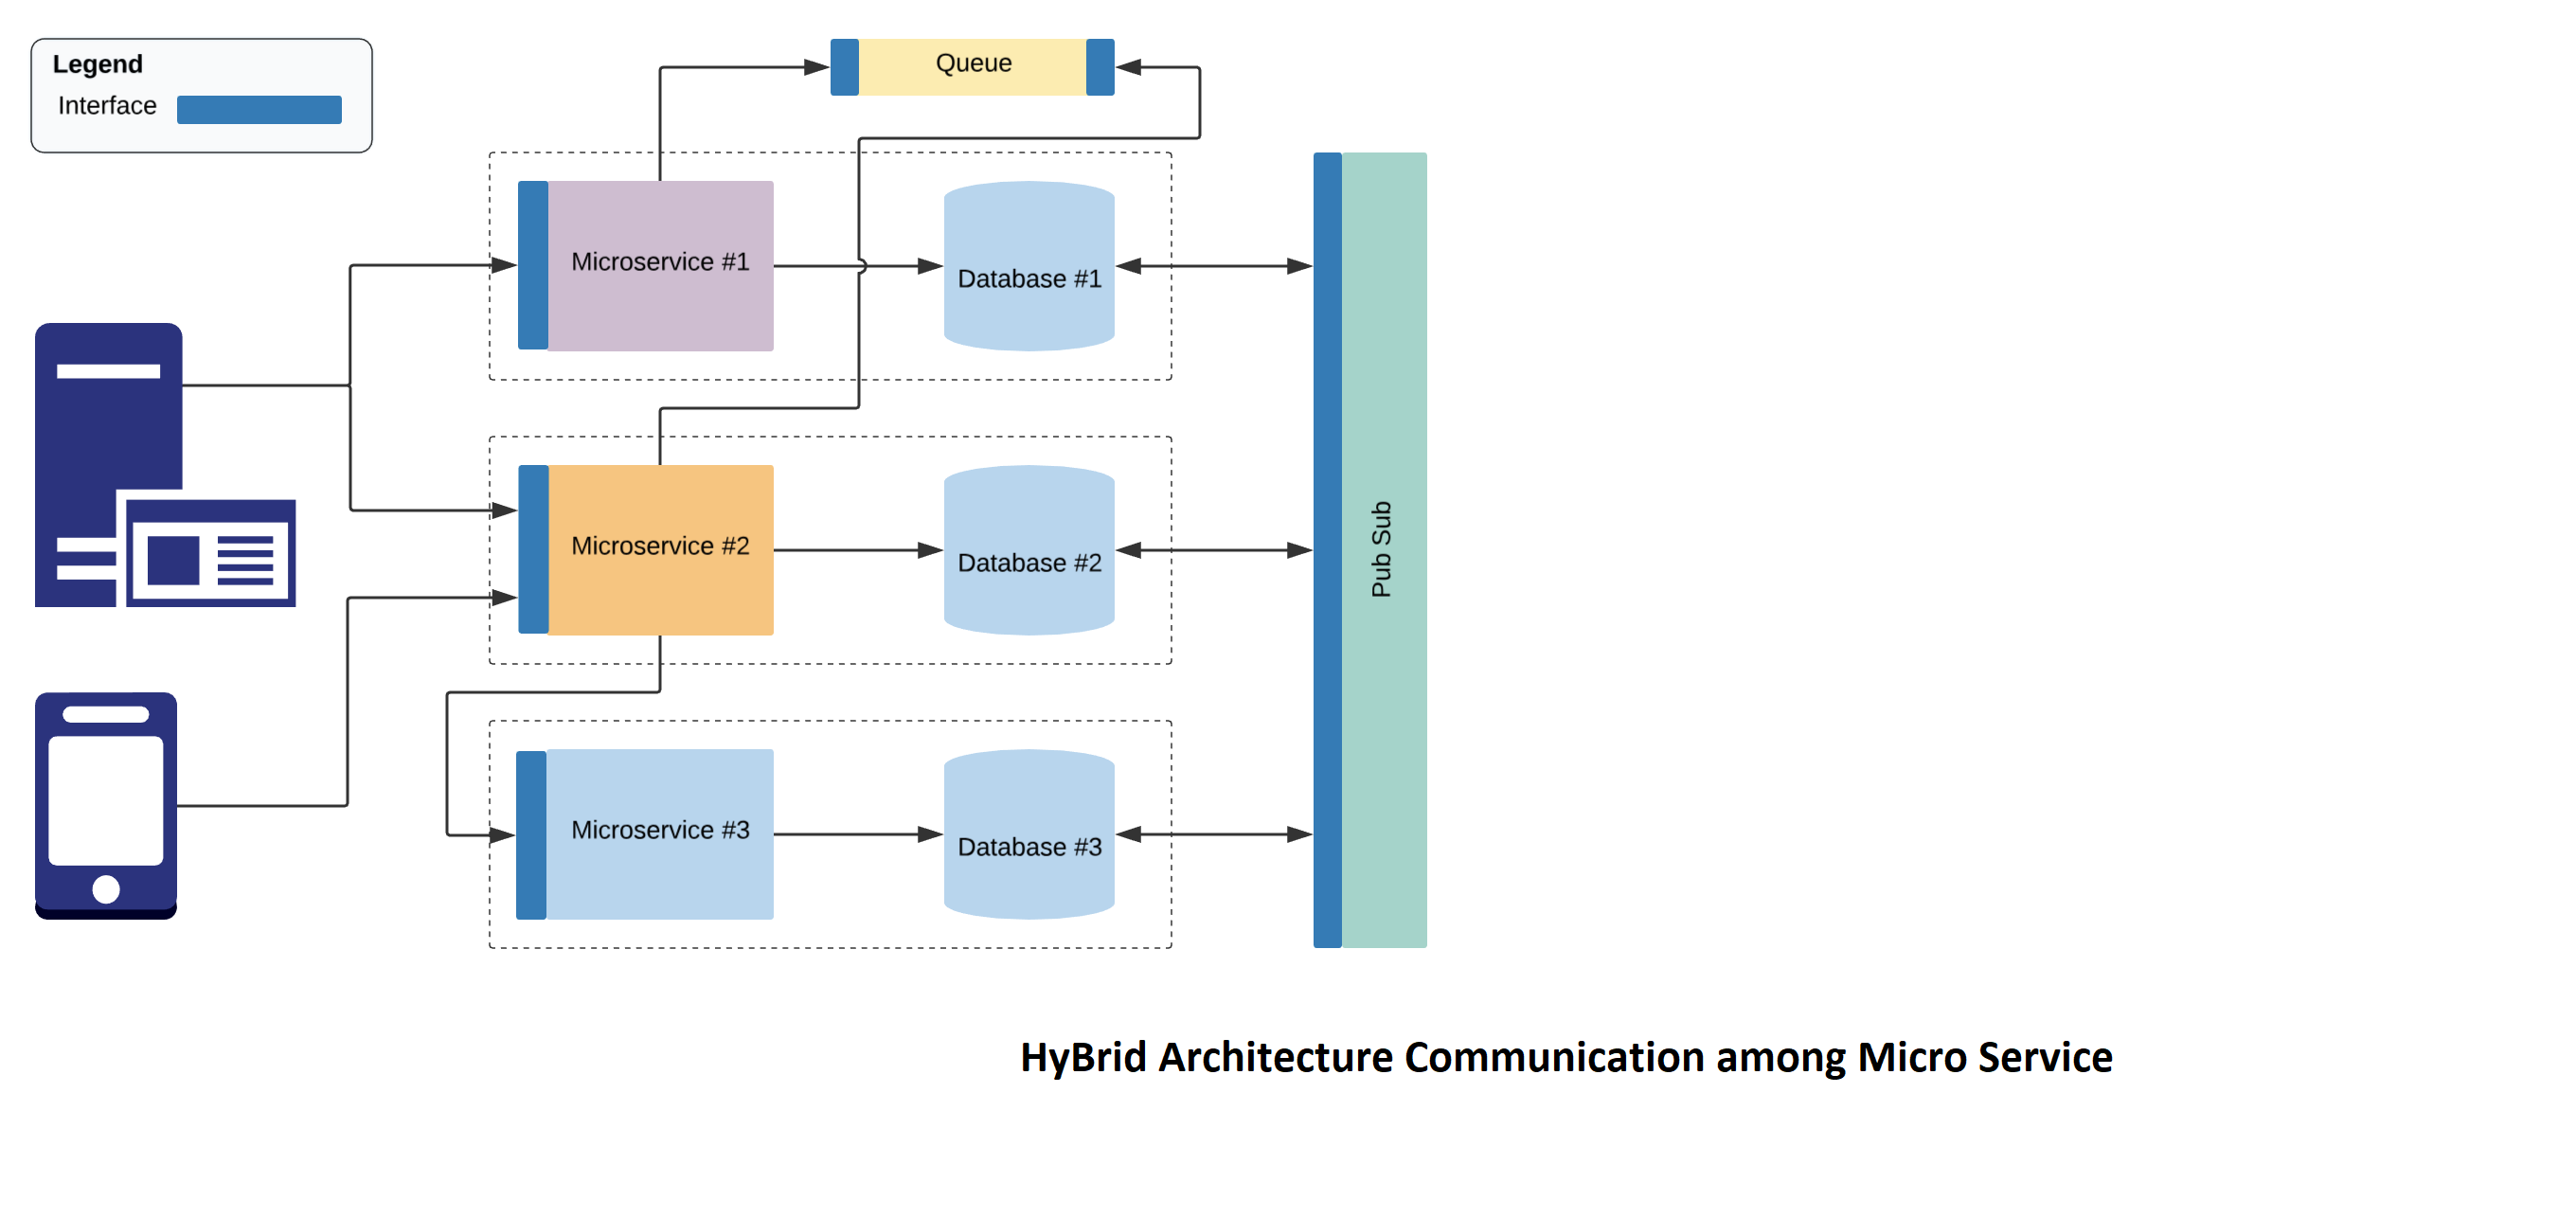 Legend
Interface
Queue
Microservice #1
Database #1
Microservice #2
Database #2
Pub Sub
Microservice #3
Database #3
HyBrid Architecture Communication among Micro Service